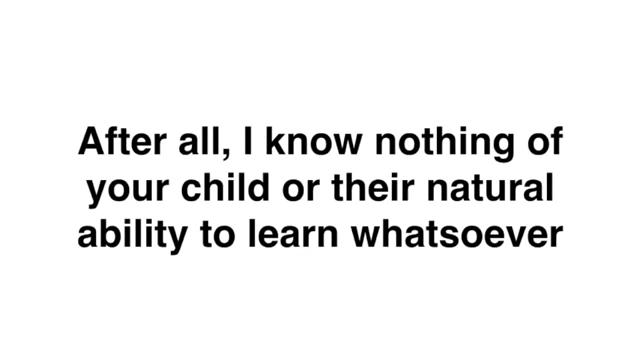 After all, I know nothing of
your child or their natural
ability to learn whatsoever